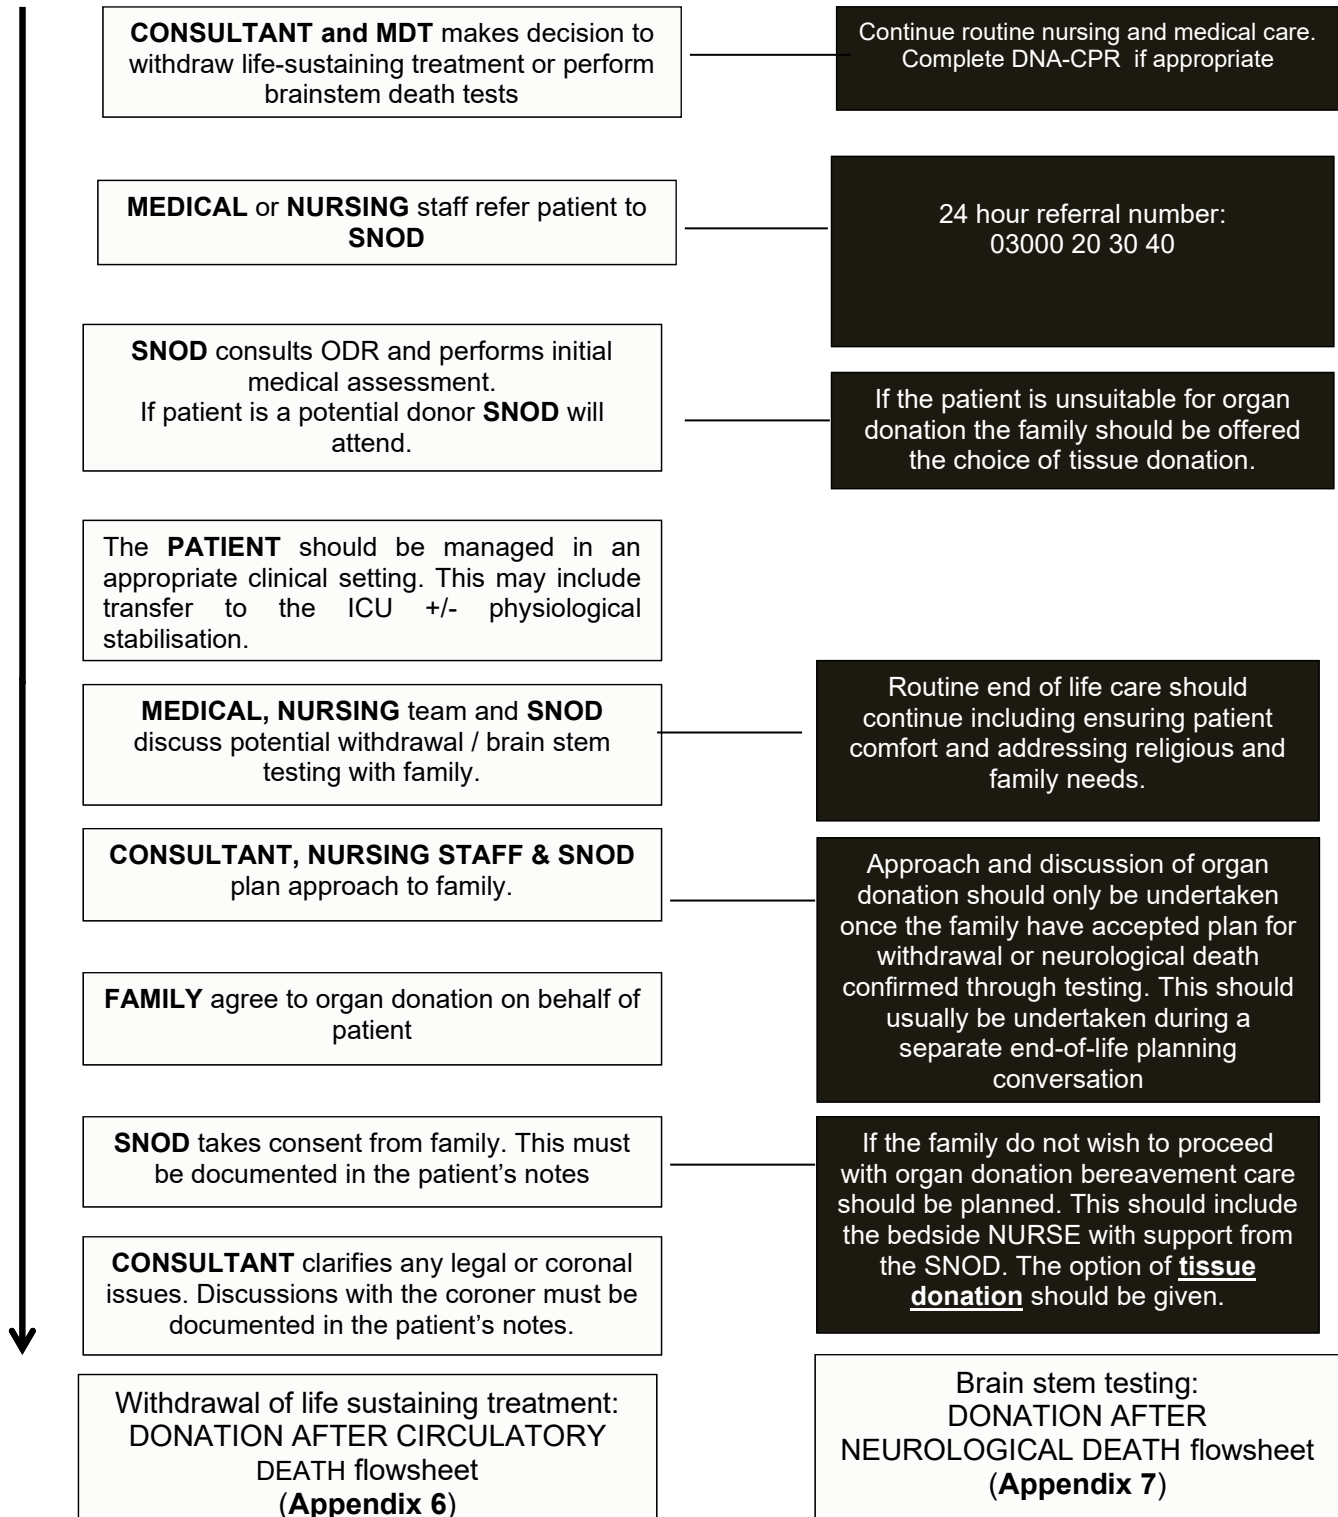 CONSULTANT and MDT makes decision to
withdraw life-sustaining treatment or perform
brainstem death tests
Continue routine nursing and medical care.
Complete DNA-CPR if appropriate
MEDICAL or NURSING staff refer patient to
SNOD
24 hour referral number:
03000 20 30 40
SNOD consults ODR and performs initial
medical assessment.
If patient is a potential donor SNOD will
attend.
If the patient is unsuitable for organ
donation the family should be offered
the choice of tissue donation.
The PATIENT should be managed in an
appropriate clinical setting. This may include
transfer to the ICU +/- physiological
stabilisation.
MEDICAL, NURSING team and SNOD
discuss potential withdrawal / brain stem
testing with family.
Routine end of life care should
continue including ensuring patient
comfort and addressing religious and
family needs.
CONSULTANT, NURSING STAFF & SNOD
plan approach to family.
Approach and discussion of organ
donation should only be undertaken
once the family have accepted plan for
withdrawal or neurological death
confirmed through testing. This should
usually be undertaken during a
separate end-of-life planning
conversation
FAMILY agree to organ donation on behalf of
patient
SNOD takes consent from family. This must
be documented in the patient's notes
If the family do not wish to proceed
with organ donation bereavement care
should be planned. This should include
the bedside NURSE with support from
the SNOD. The option of tissue
donation should be given.
CONSULTANT clarifies any legal or coronal
issues. Discussions with the coroner must be
documented in the patient's notes.
Withdrawal of life sustaining treatment:
DONATION AFTER CIRCULATORY
DEATH flowsheet
(Appendix 6)
Brain stem testing:
DONATION AFTER
NEUROLOGICAL DEATH flowsheet
(Appendix 7)